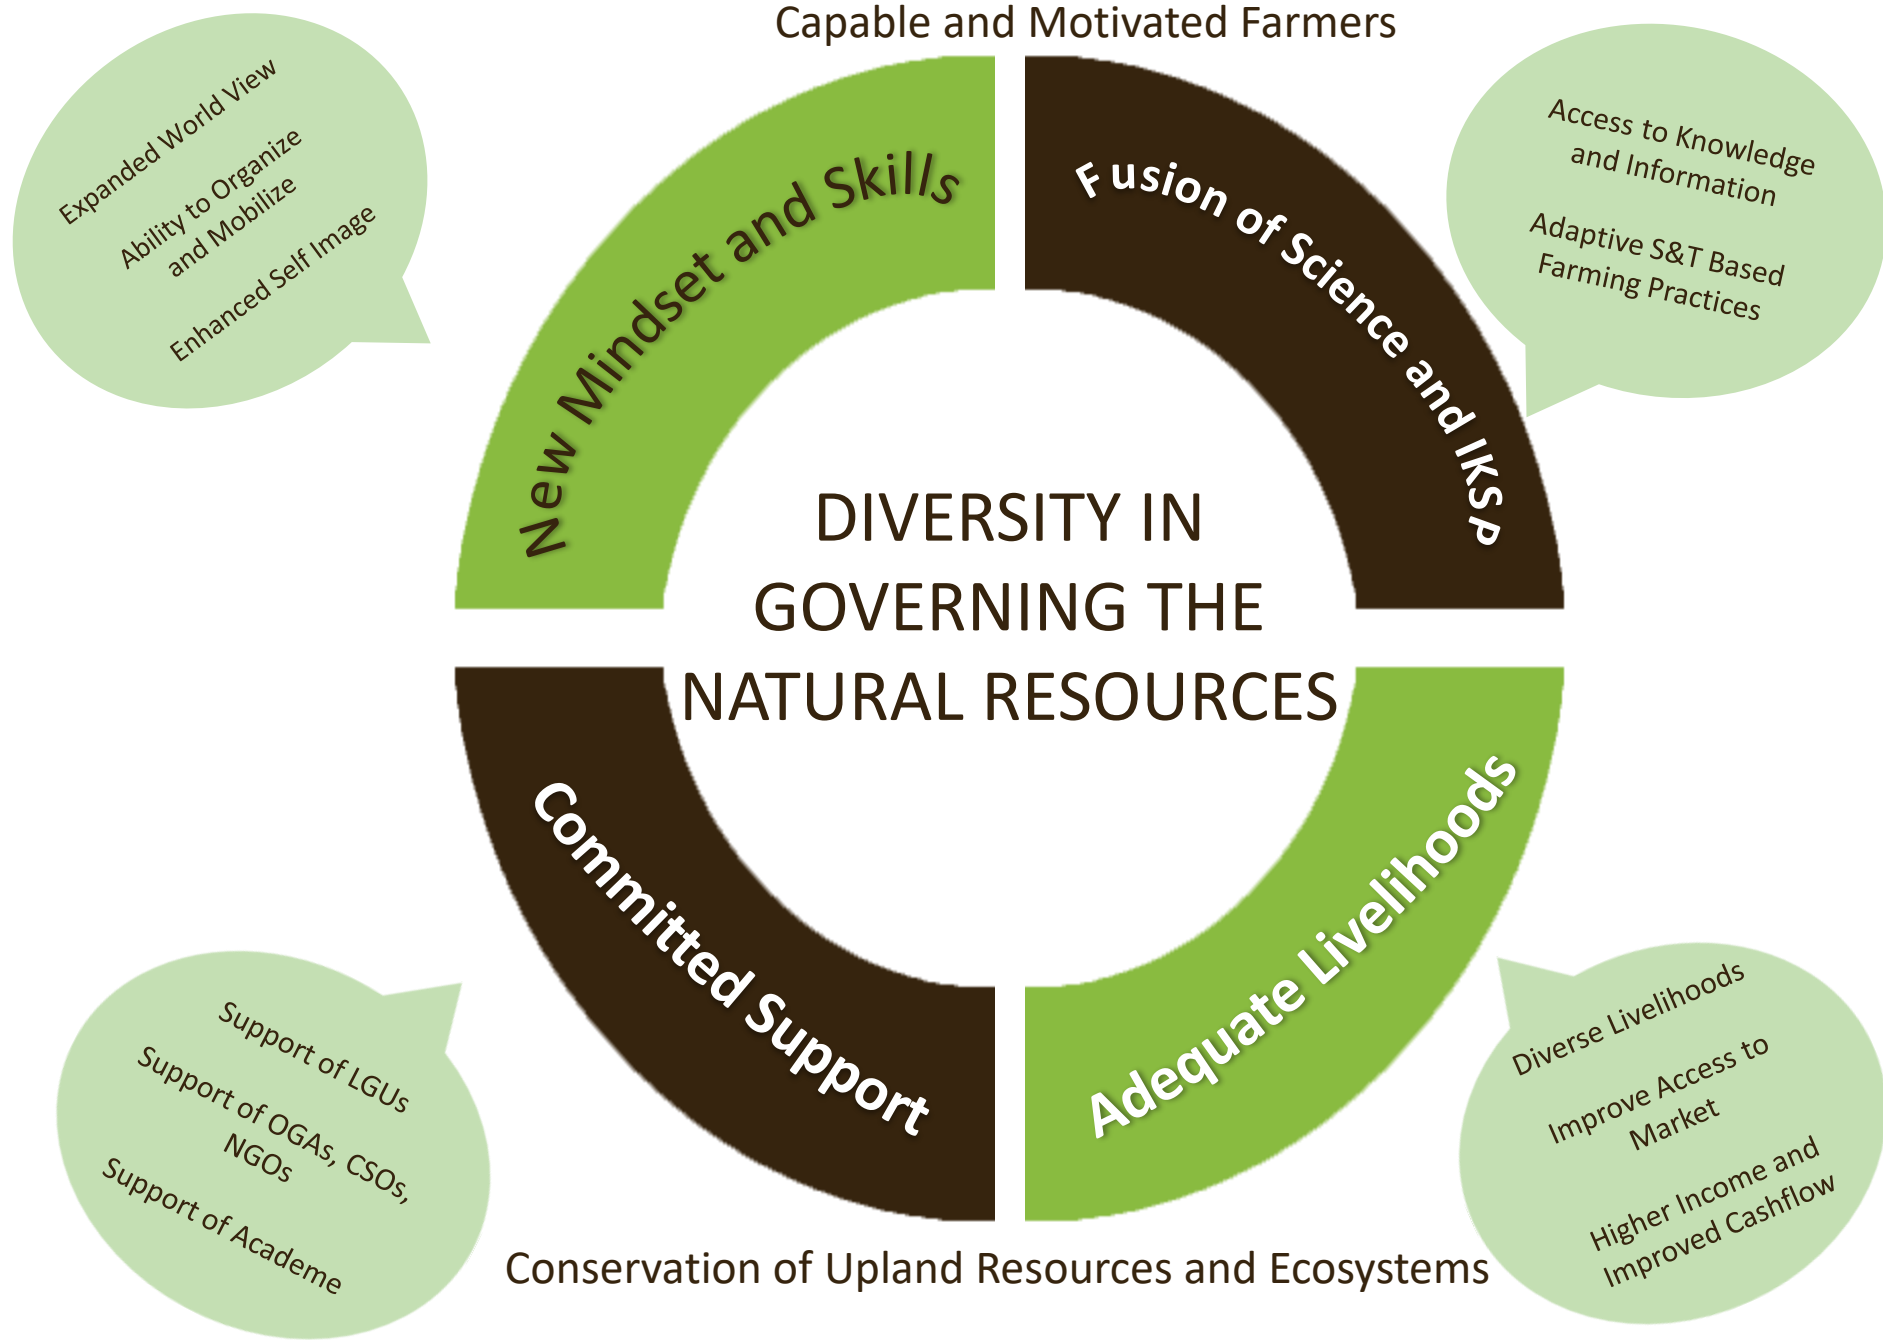 Capable and Motivated Farmers
Expanded World View
Ability to Organize
and Mobilize
Enhanced Self Image
New Mindset and Skills
Fusion of Science and IKSP
Access to Knowledge
and Information
Adaptive S&T Based
Farming Practices
DIVERSITY IN
GOVERNING THE
NATURAL RESOURCES
Committed Support
Adequate Livelihoods
Support of LGUs
Support of OGAs, CSOs,
NGOs
Support of Academe
Diverse Livelihoods
Improve Access to
Market
Higher Income and
Improved Cashflow
Conservation of Upland Resources and Ecosystems